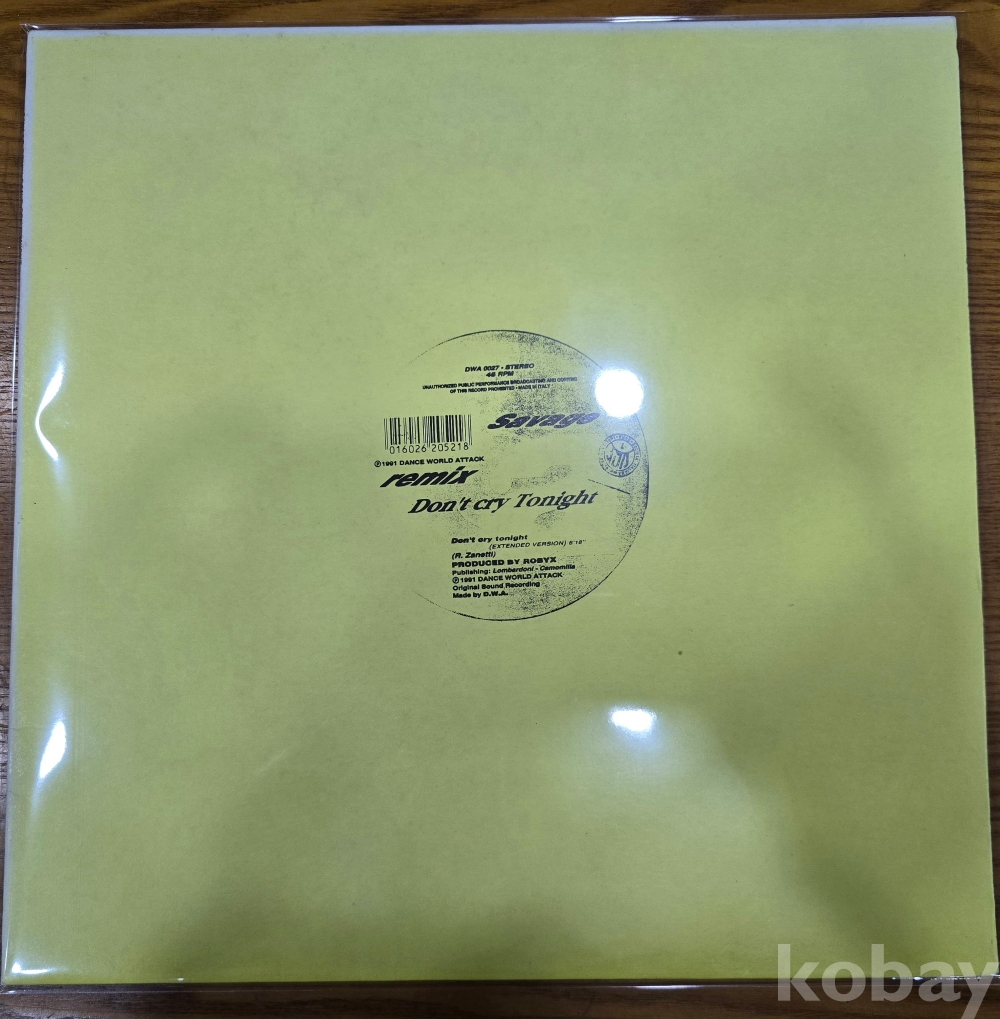 DWA 0027 • STEREO
45 RPM
UNAUTHORIZED PUBLIC PERFORMANCE BROADCASTING AND COPYING
OF THIS RECORD PROHIBITED • MADE IN ITALY
Savage
016026 205218
℗ 1991 DANCE WORLD ATTACK
remix
Don't cry Tonight
Don't cry tonight
(EXTENDED VERSION) 6'18"
(R. Zanetti)
PRODUCED BY ROBYX
Publishing: Lombardoni - Camomilla
℗ 1991 DANCE WORLD ATTACK
Original Sound Recording
Made by D.W.A.
kobay